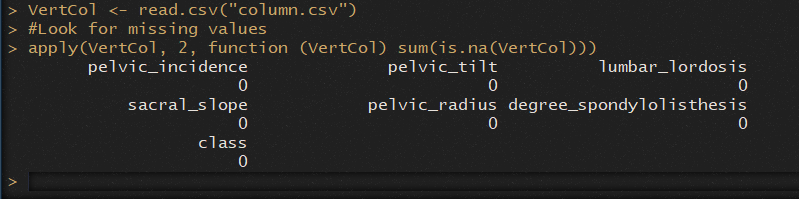 > VertCol <- read.csv("column.csv")
> #Look for missing values
> apply(VertCol, 2, function (VertCol) sum(is.na(VertCol)))
pelvic_incidence pelvic_tilt lumbar_lordosis
0 0 0
sacral_slope pelvic_radius degree_spondylolisthesis
0 0 0
class
0
>